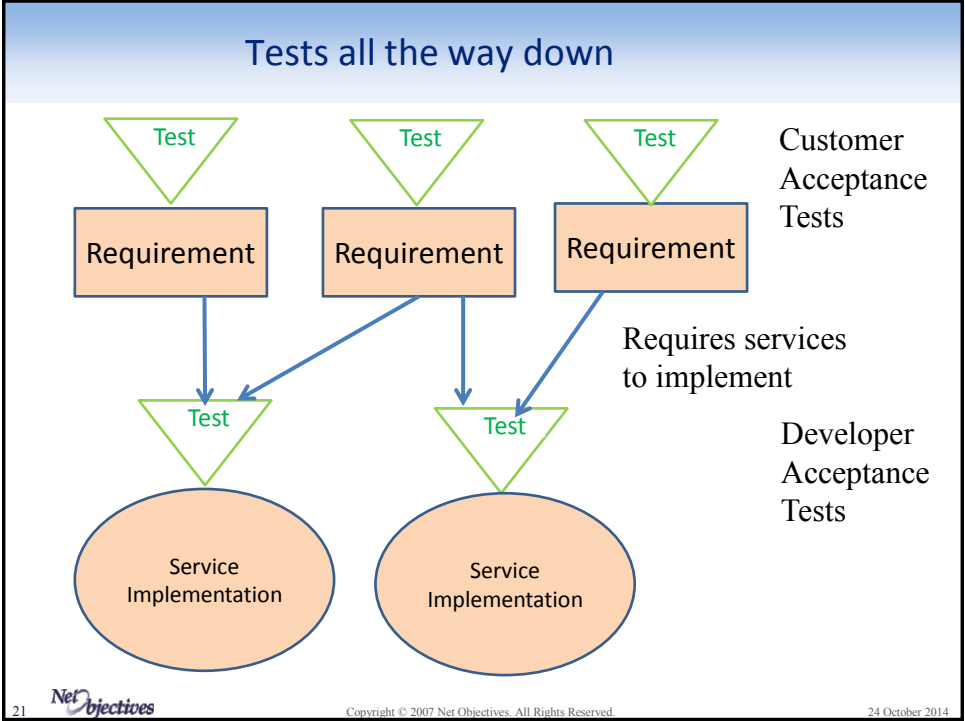 Tests all the way down
Test
Test
Test
Customer
Acceptance
Tests
Requirement
Requirement
Requirement
Requires services
to implement
Test
Test
Developer
Acceptance
Tests
Service
Implementation
Service
Implementation
21
Net Objectives
Copyright © 2007 Net Objectives. All Rights Reserved.
24 October 2014